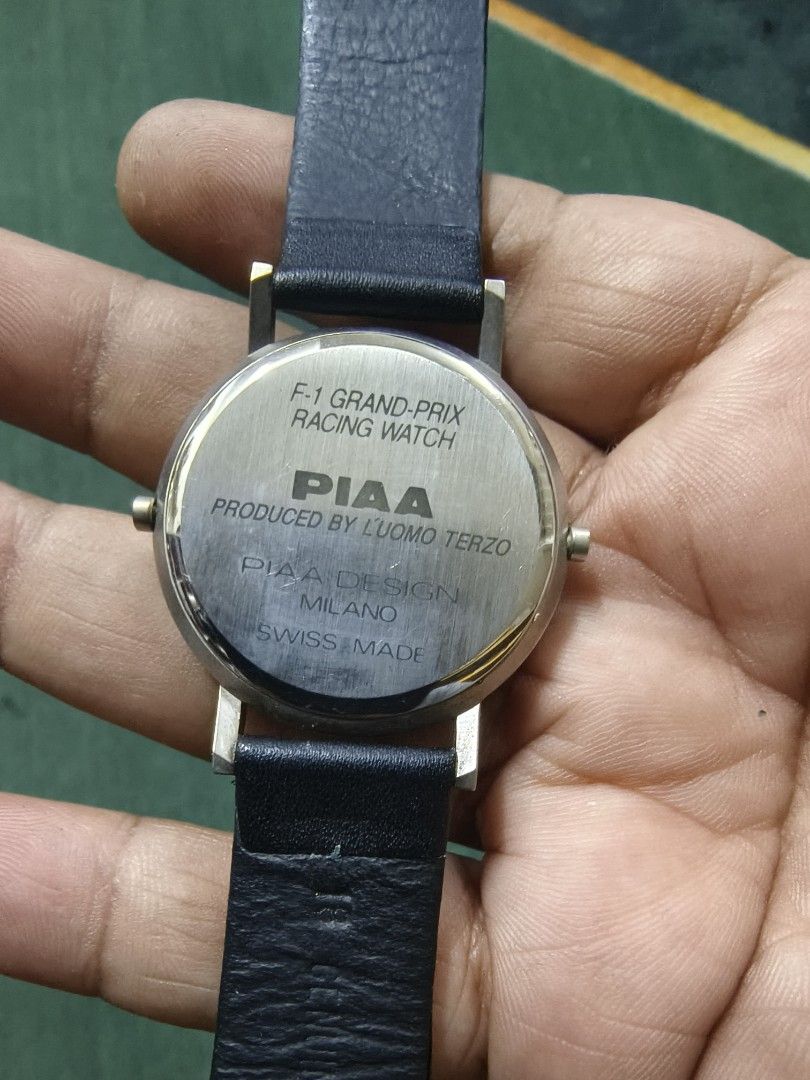 F-1 GRAND-PRIX
RACING WATCH
PIAA
PRODUCED BY L'UOMO TERZO
PIAA DESIGN
MILANO
SWISS MADE